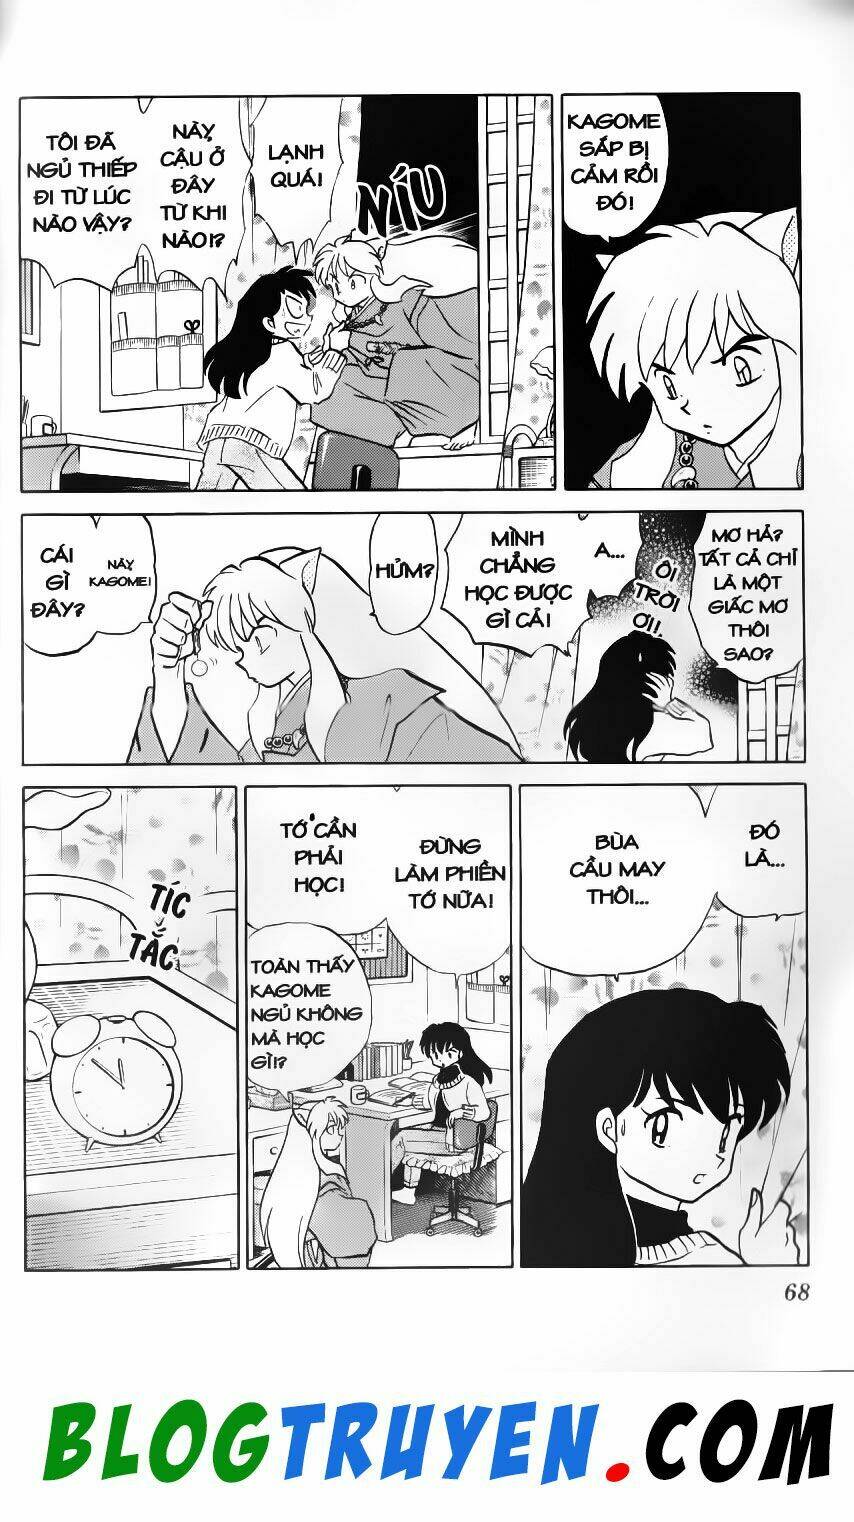 KAGOME
SẮP BỊ
CẢM RỒI
ĐÓ!
NÍU
LẠNH
QUÁ!
NÀY,
CẬU Ở
ĐÂY
TỪ KHI
NÀO!?
TÔI ĐÃ
NGỦ THIẾP
ĐI TỪ LÚC
NÀO VẬY?
MƠ HẢ?
TẤT CẢ CHỈ
LÀ MỘT
GIẤC MƠ
THÔI
SAO?
ÔI
TRỜI
ƠI!!
A...
MÌNH
CHẲNG
HỌC ĐƯỢC
GÌ CẢ!
HỬM?
NÀY,
KAGOME!
CÁI
GÌ
ĐÂY?
ĐÓ
LÀ...
BÙA
CẦU MAY
THÔI...
ĐỪNG
LÀM PHIỀN
TỚ NỮA!
TỚ CẦN
PHẢI
HỌC!
TOÀN THẤY
KAGOME
NGỦ KHÔNG
MÀ HỌC
GÌ!?
TÍC
TẮC
68
BLOGTRUYEN.COM